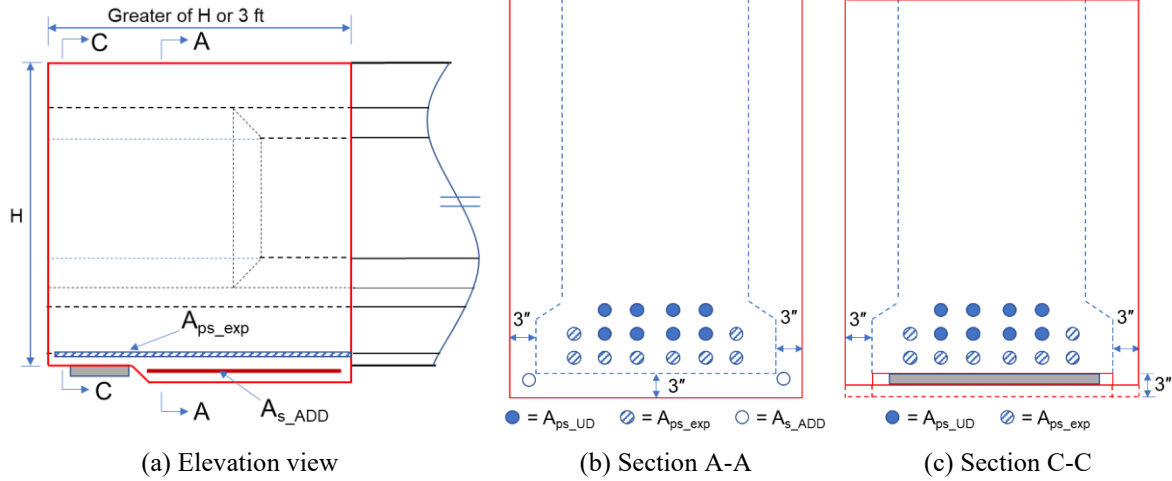 Greater of H or 3 ft
C
A
H
A_ps_exp
C
A
A_s_ADD
3″
3″
3″
= A_ps_UD = A_ps_exp = A_s_ADD
3″
3″
3″
= A_ps_UD = A_ps_exp
(a) Elevation view
(b) Section A-A
(c) Section C-C